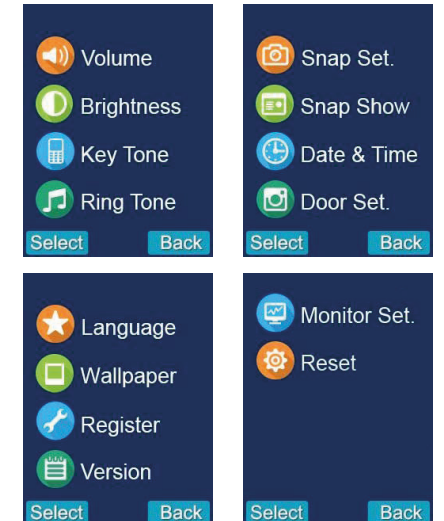 Volume
Brightness
Key Tone
Ring Tone
Select Back
Snap Set.
Snap Show
Date & Time
Door Set.
Select Back
Language
Wallpaper
Register
Version
Select Back
Monitor Set.
Reset
Select Back